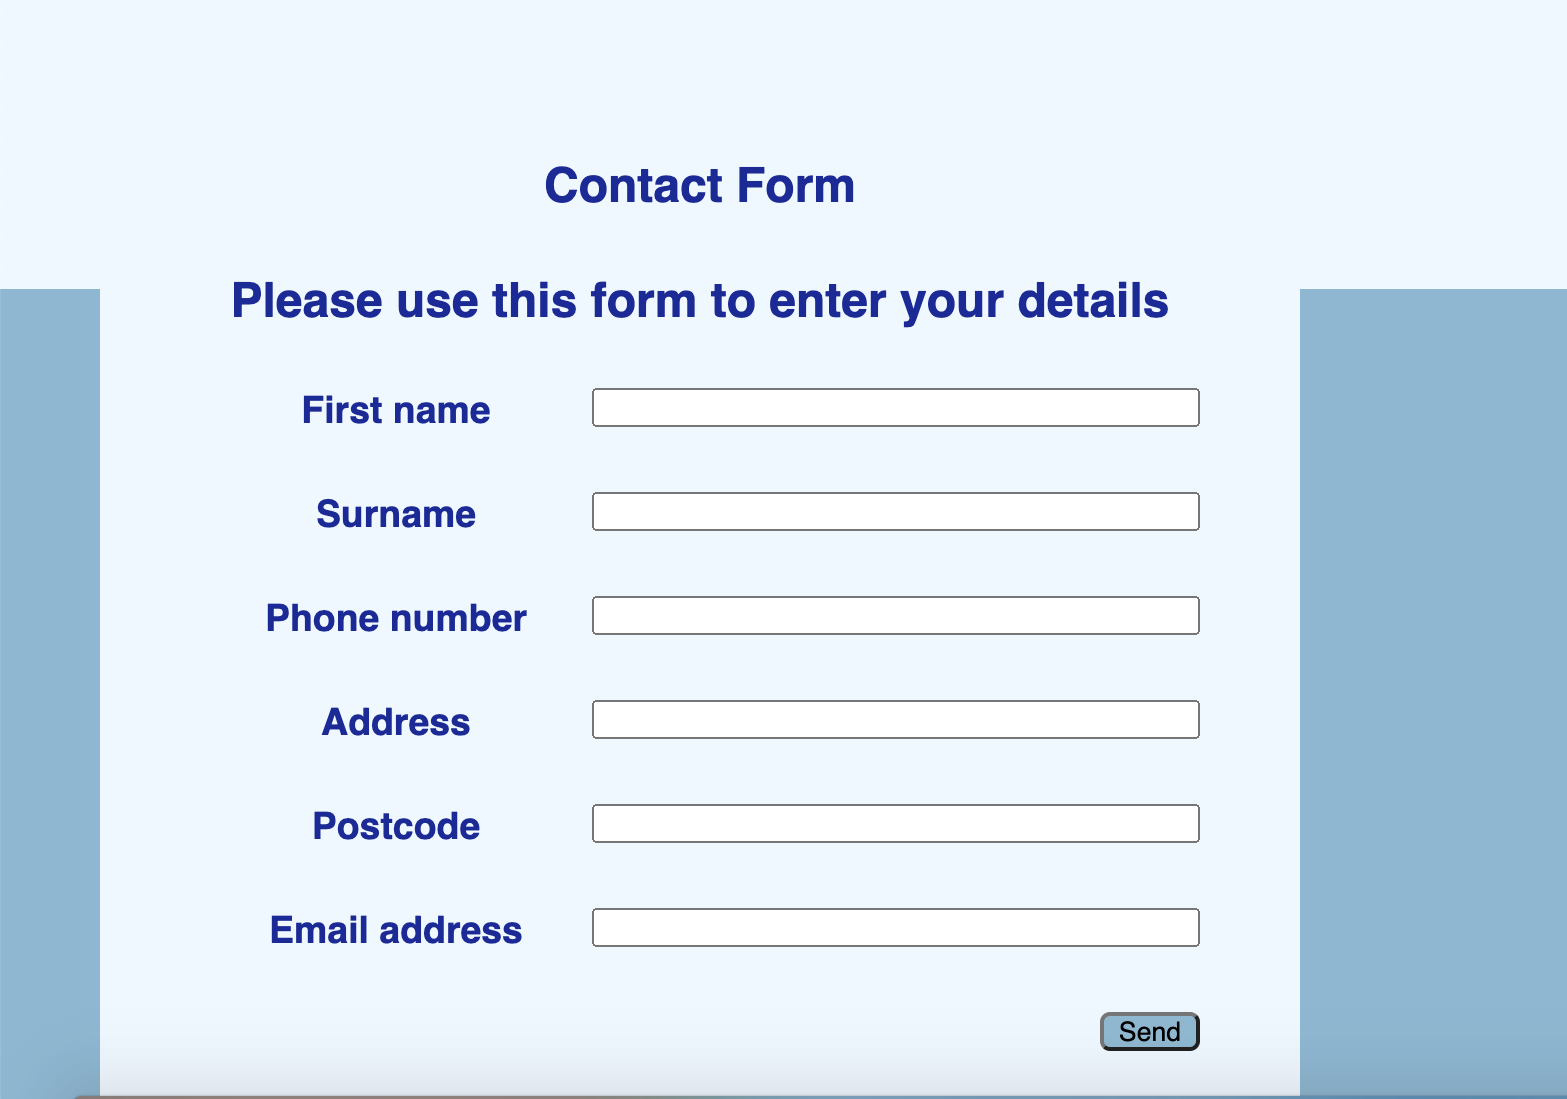 Contact Form
Please use this form to enter your details
First name
Surname
Phone number
Address
Postcode
Email address
Send